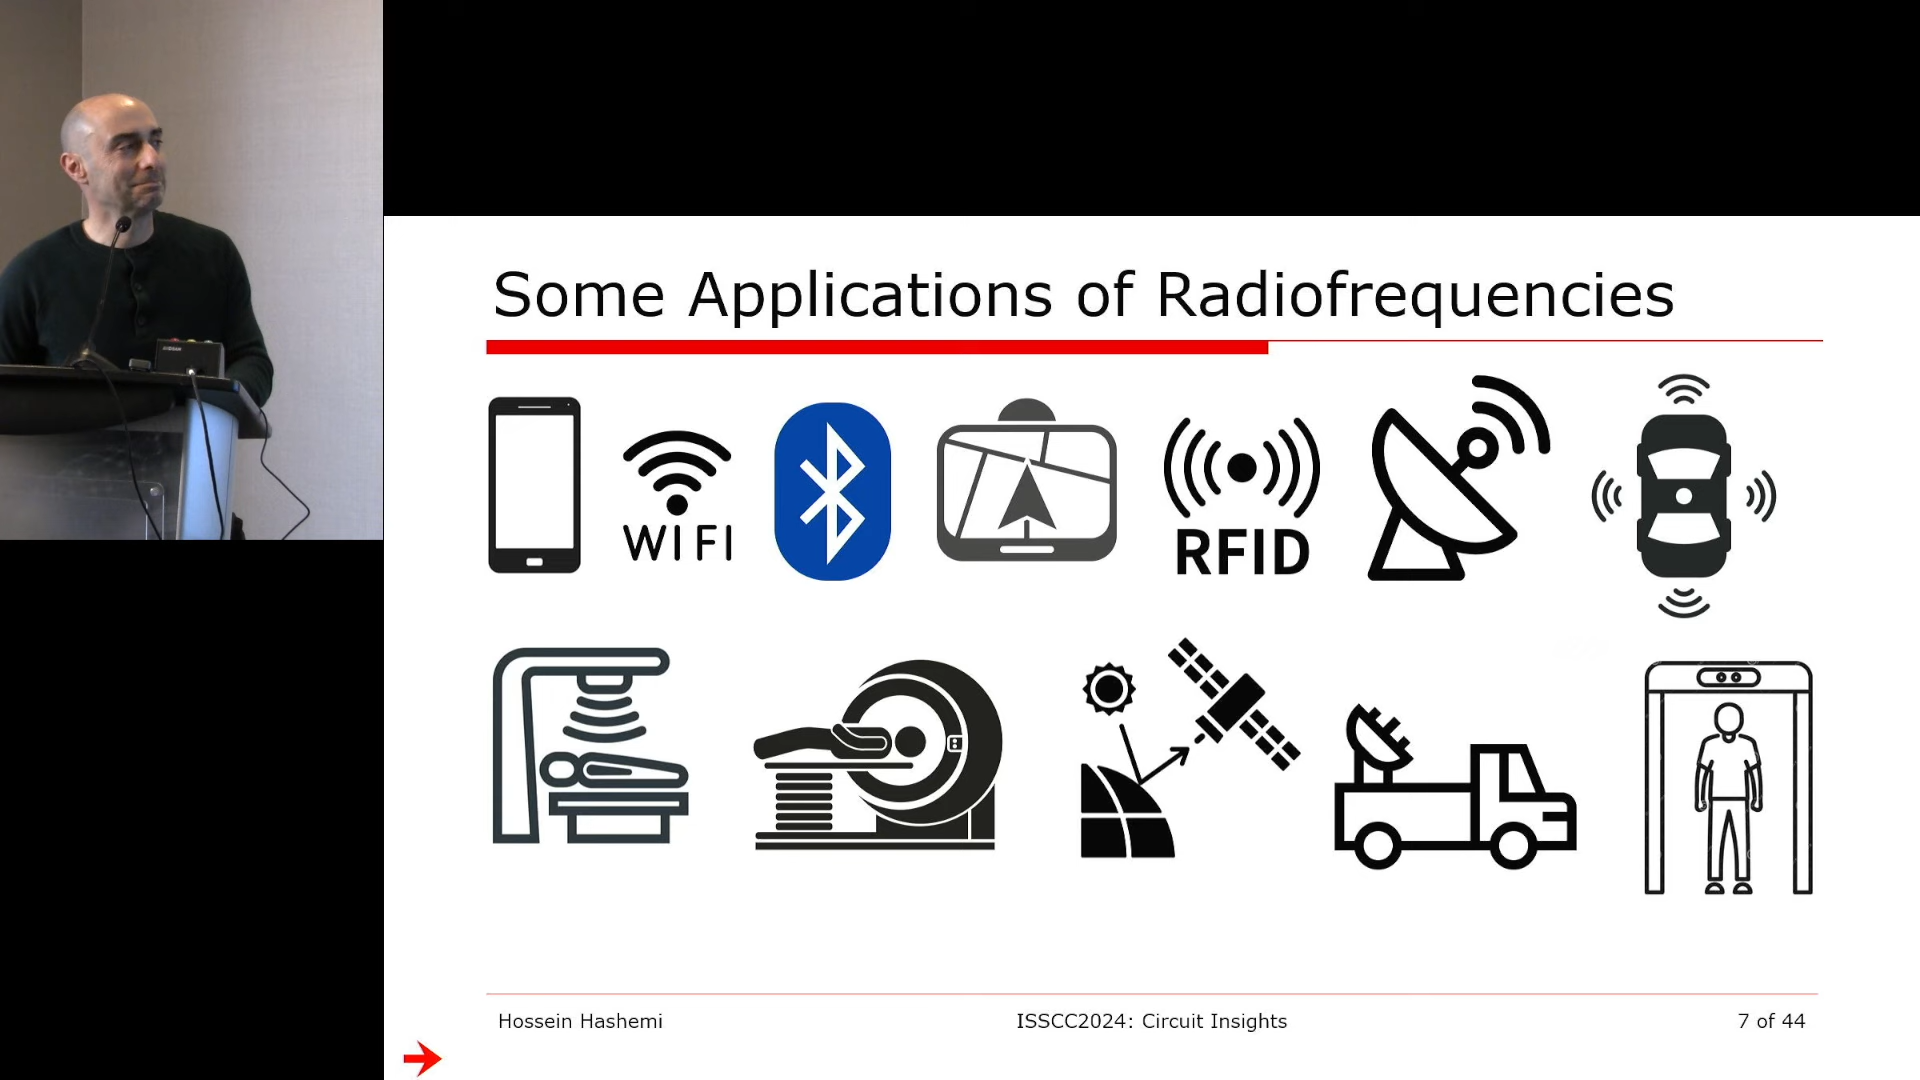 Some Applications of Radiofrequencies
WIFI
RFID
Hossein Hashemi
ISSCC2024: Circuit Insights
7 of 44